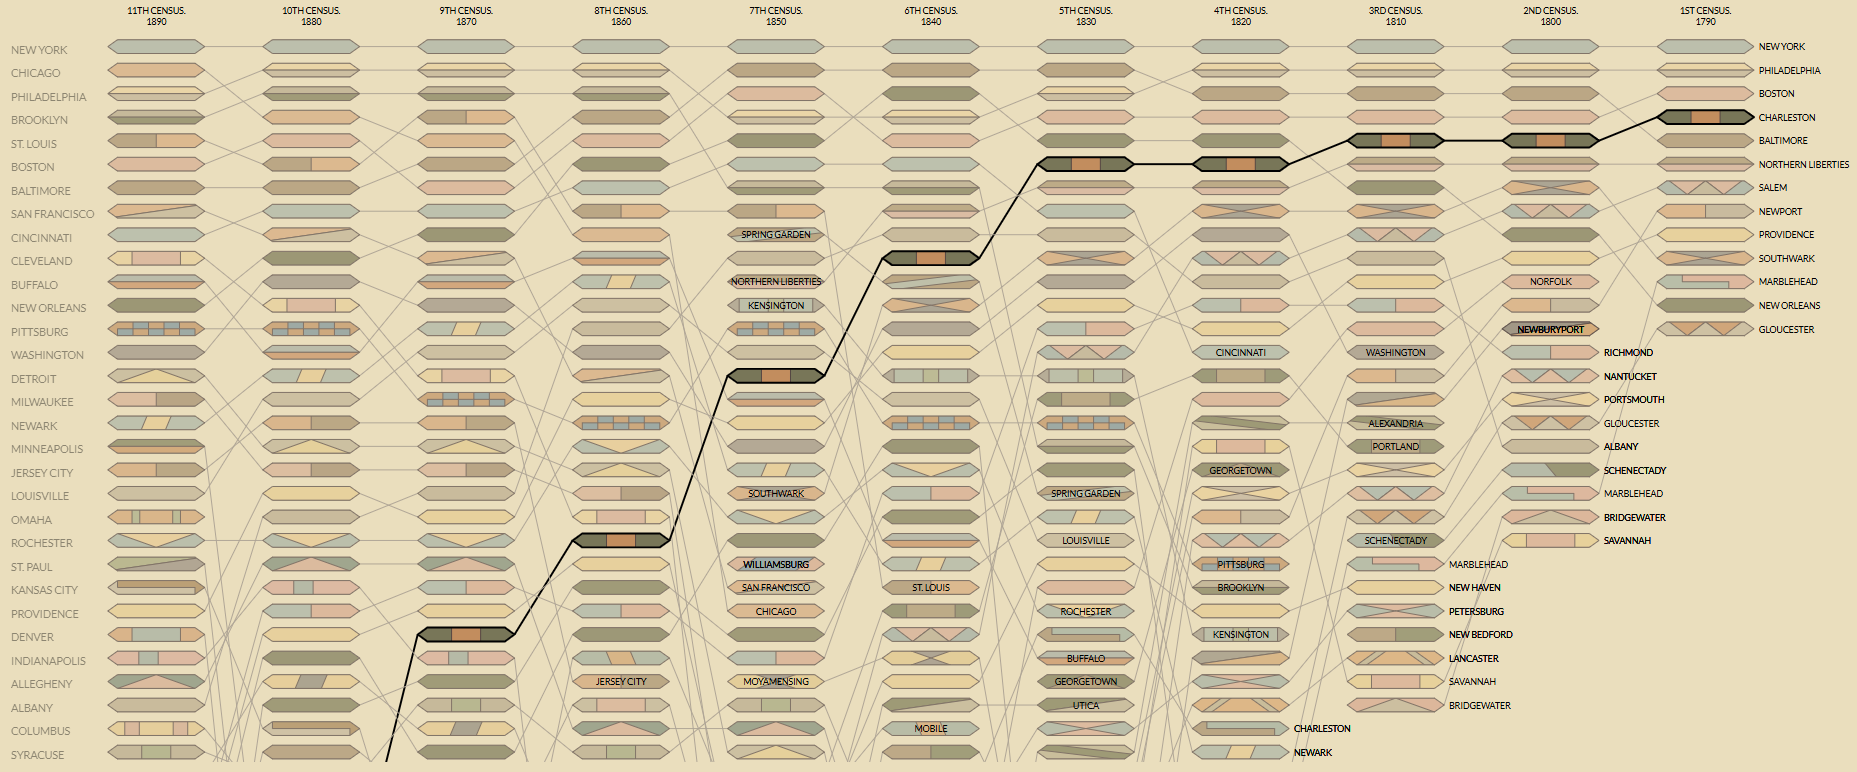 11TH CENSUS.
1890
10TH CENSUS.
1880
9TH CENSUS.
1870
8TH CENSUS.
1860
7TH CENSUS.
1850
6TH CENSUS.
1840
5TH CENSUS.
1830
4TH CENSUS.
1820
3RD CENSUS.
1810
2ND CENSUS.
1800
1ST CENSUS.
1790
NEW YORK
CHICAGO
PHILADELPHIA
BROOKLYN
ST. LOUIS
BOSTON
BALTIMORE
SAN FRANCISCO
CINCINNATI
CLEVELAND
BUFFALO
NEW ORLEANS
PITTSBURG
WASHINGTON
DETROIT
MILWAUKEE
NEWARK
MINNEAPOLIS
JERSEY CITY
LOUISVILLE
OMAHA
ROCHESTER
ST. PAUL
KANSAS CITY
PROVIDENCE
DENVER
INDIANAPOLIS
ALLEGHENY
ALBANY
COLUMBUS
SYRACUSE
JERSEY CITY
SPRING GARDEN
NORTHERN LIBERTIES
KENSINGTON
SOUTHWARK
WILLIAMSBURG
SAN FRANCISCO
CHICAGO
MOYAMENSING
ST. LOUIS
MOBILE
SPRING GARDEN
LOUISVILLE
ROCHESTER
BUFFALO
GEORGETOWN
UTICA
CINCINNATI
GEORGETOWN
PITTSBURG
BROOKLYN
KENSINGTON
CHARLESTON
NEWARK
WASHINGTON
ALEXANDRIA
PORTLAND
SCHENECTADY
MARBLEHEAD
NEW HAVEN
PETERSBURG
NEW BEDFORD
LANCASTER
SAVANNAH
BRIDGEWATER
NORFOLK
NEWBURYPORT
RICHMOND
NANTUCKET
PORTSMOUTH
GLOUCESTER
ALBANY
SCHENECTADY
MARBLEHEAD
BRIDGEWATER
SAVANNAH
NEW YORK
PHILADELPHIA
BOSTON
CHARLESTON
BALTIMORE
NORTHERN LIBERTIES
SALEM
NEWPORT
PROVIDENCE
SOUTHWARK
MARBLEHEAD
NEW ORLEANS
GLOUCESTER